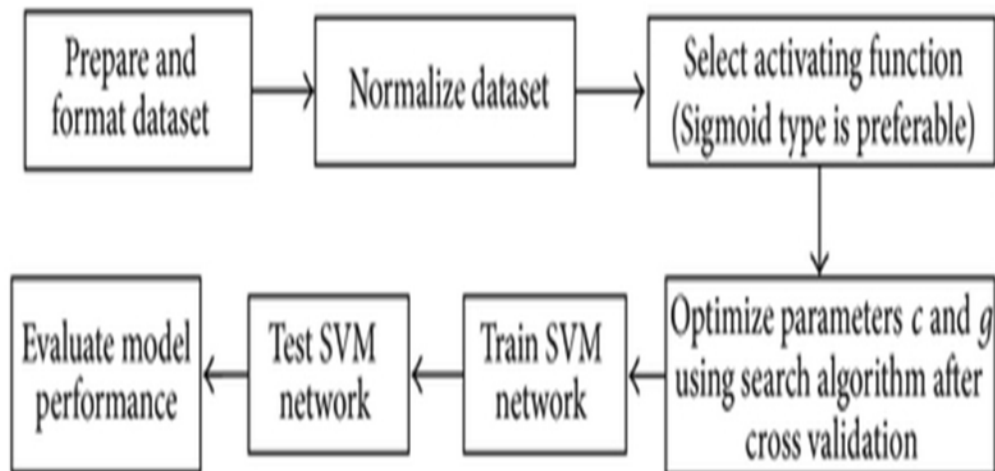 Prepare and
format dataset
Normalize dataset
Select activating function
(Sigmoid type is preferable)
Optimize parameters c and g
using search algorithm after
cross validation
Train SVM
network
Test SVM
network
Evaluate model
performance